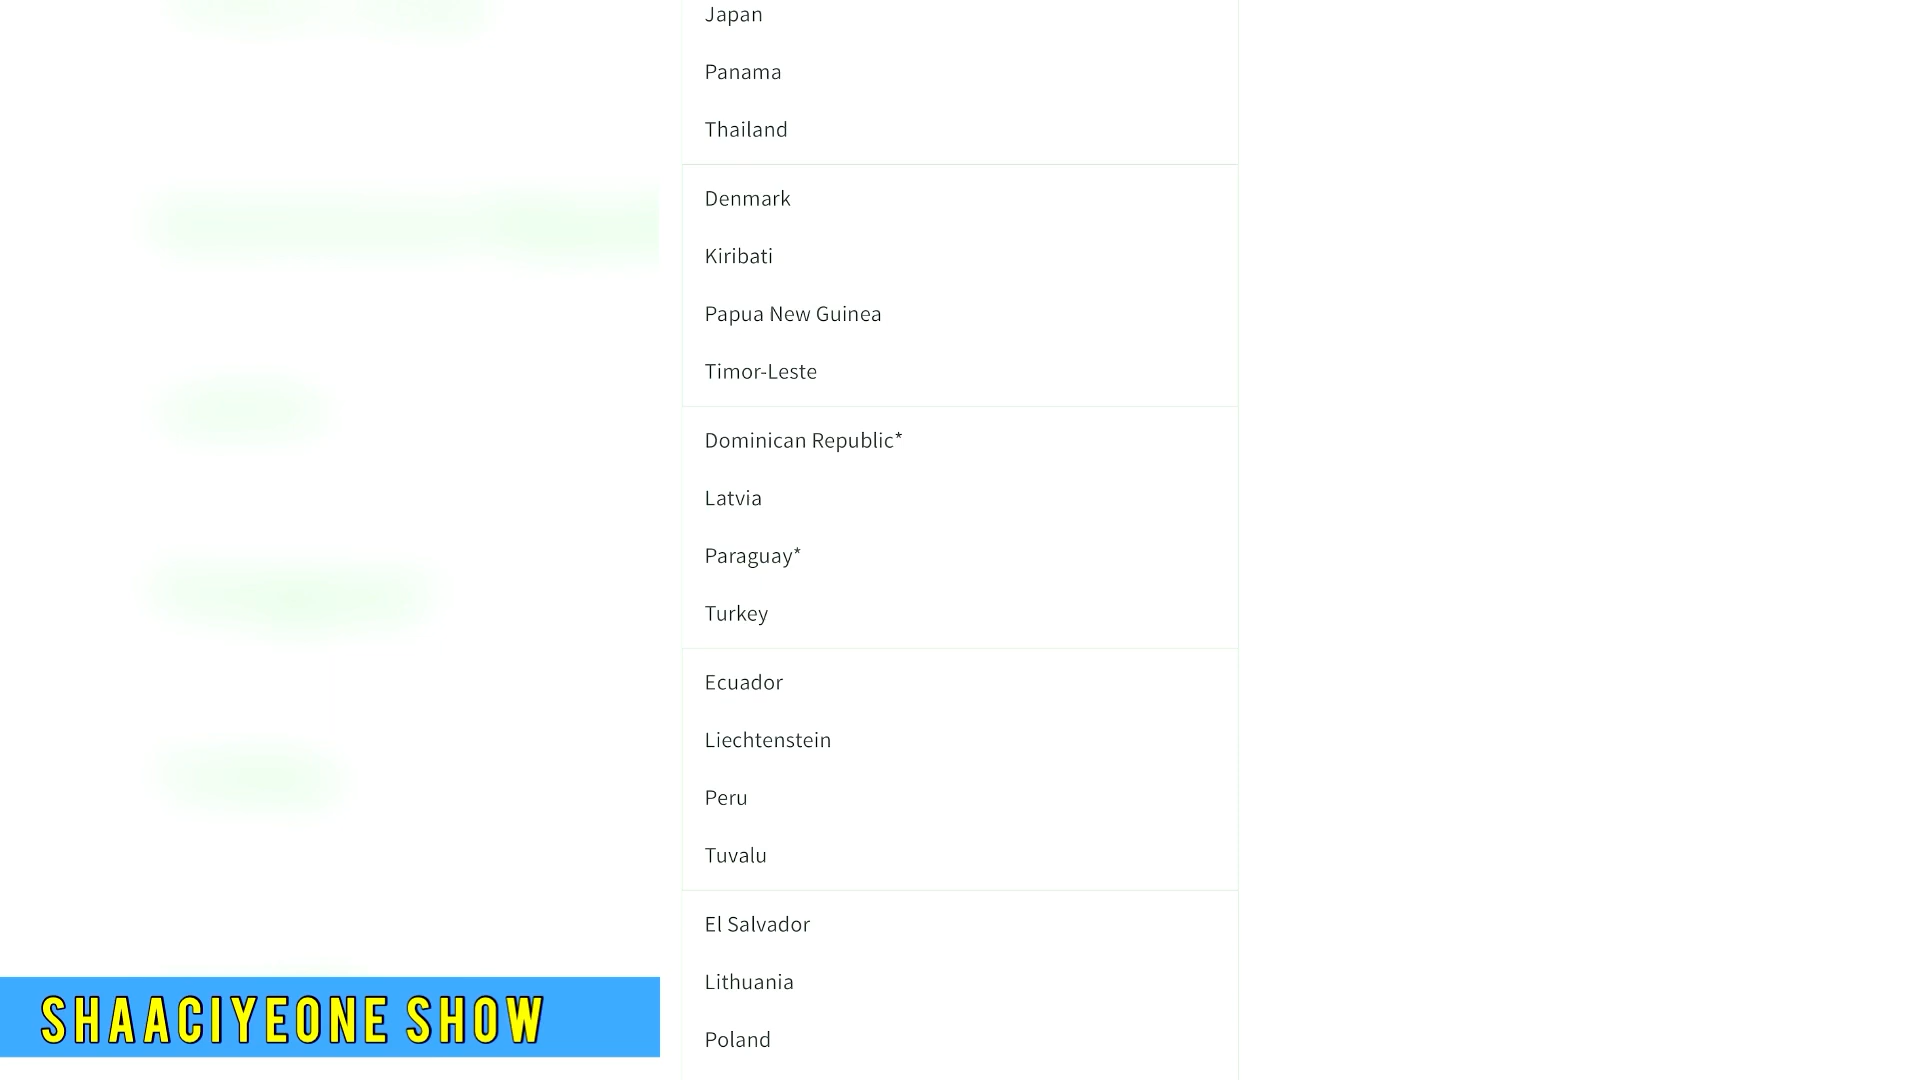 Japan
Panama
Thailand
Denmark
Kiribati
Papua New Guinea
Timor-Leste
Dominican Republic*
Latvia
Paraguay*
Turkey
Ecuador
Liechtenstein
Peru
Tuvalu
El Salvador
Lithuania
Poland
SHAACIYEONE SHOW